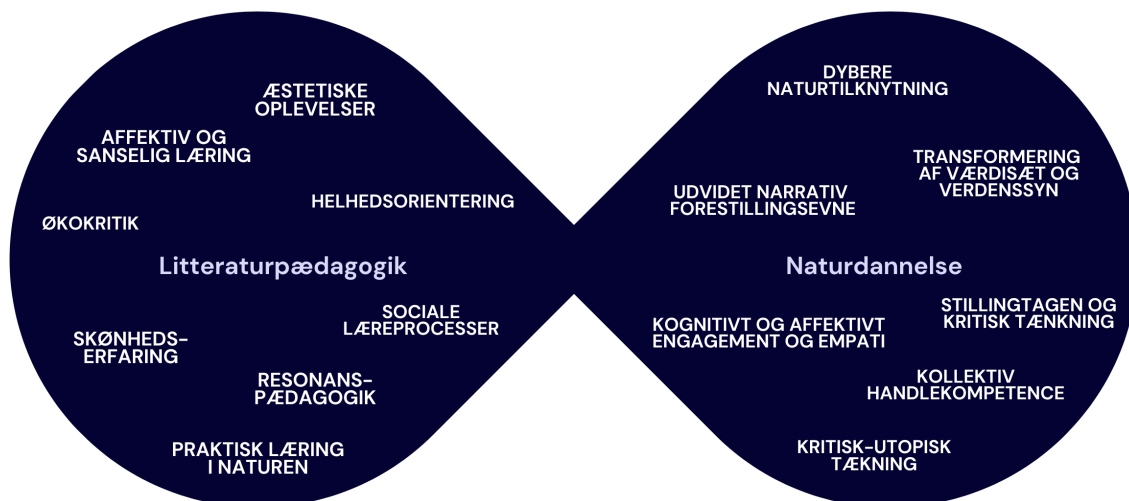 ÆSTETISKE
OPLEVELSER
AFFEKTIV OG
SANSELIG LÆRING
HELHEDSORIENTERING
ØKOKRITIK
Litteraturpædagogik
SOCIALE
LÆREPROCESSER
SKØNHEDS-
ERFARING
RESONANS-
PÆDAGOGIK
PRAKTISK LÆRING
I NATUREN
DYBERE
NATURTILKNYTNING
TRANSFORMERING
AF VÆRDISÆT OG
VERDENSSYN
UDVIDET NARRATIV
FORESTILLINGSEVNE
Naturdannelse
STILLINGTAGEN OG
KRITISK TÆNKNING
KOGNITIVT OG AFFEKTIVT
ENGAGEMENT OG EMPATI
KOLLEKTIV
HANDLEKOMPETENCE
KRITISK-UTOPISK
TÆKNING